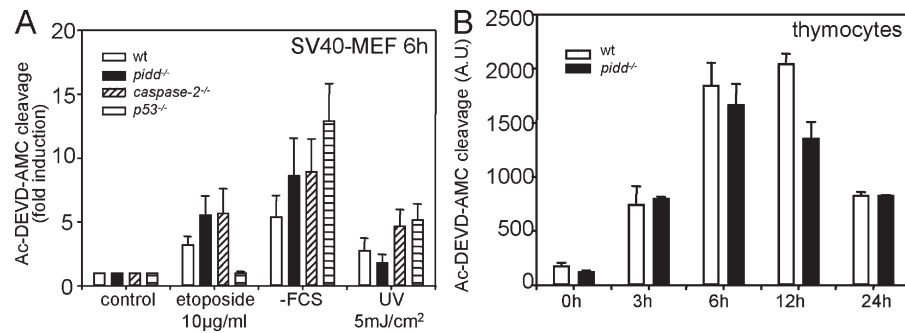 A
SV40-MEF 6h
Ac-DEVD-AMC cleavage
(fold induction)
20
15
10
5
0
wt
pidd-/-
caspase-2-/-
p53-/-
control
etoposide
10µg/ml
-FCS
UV
5mJ/cm2
B
thymocytes
Ac-DEVD-AMC cleavage (A.U.)
2500
2000
1500
1000
500
0
wt
pidd-/-
0h
3h
6h
12h
24h